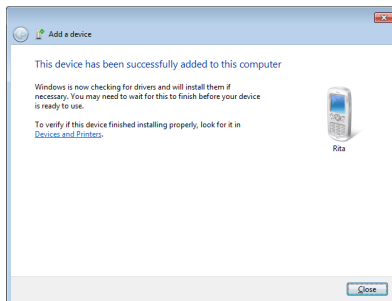 Add a device
This device has been successfully added to this computer
Windows is now checking for drivers and will install them if
necessary. You may need to wait for this to finish before your device
is ready to use.
To verify if this device finished installing properly, look for it in
Devices and Printers.
Rita
Close